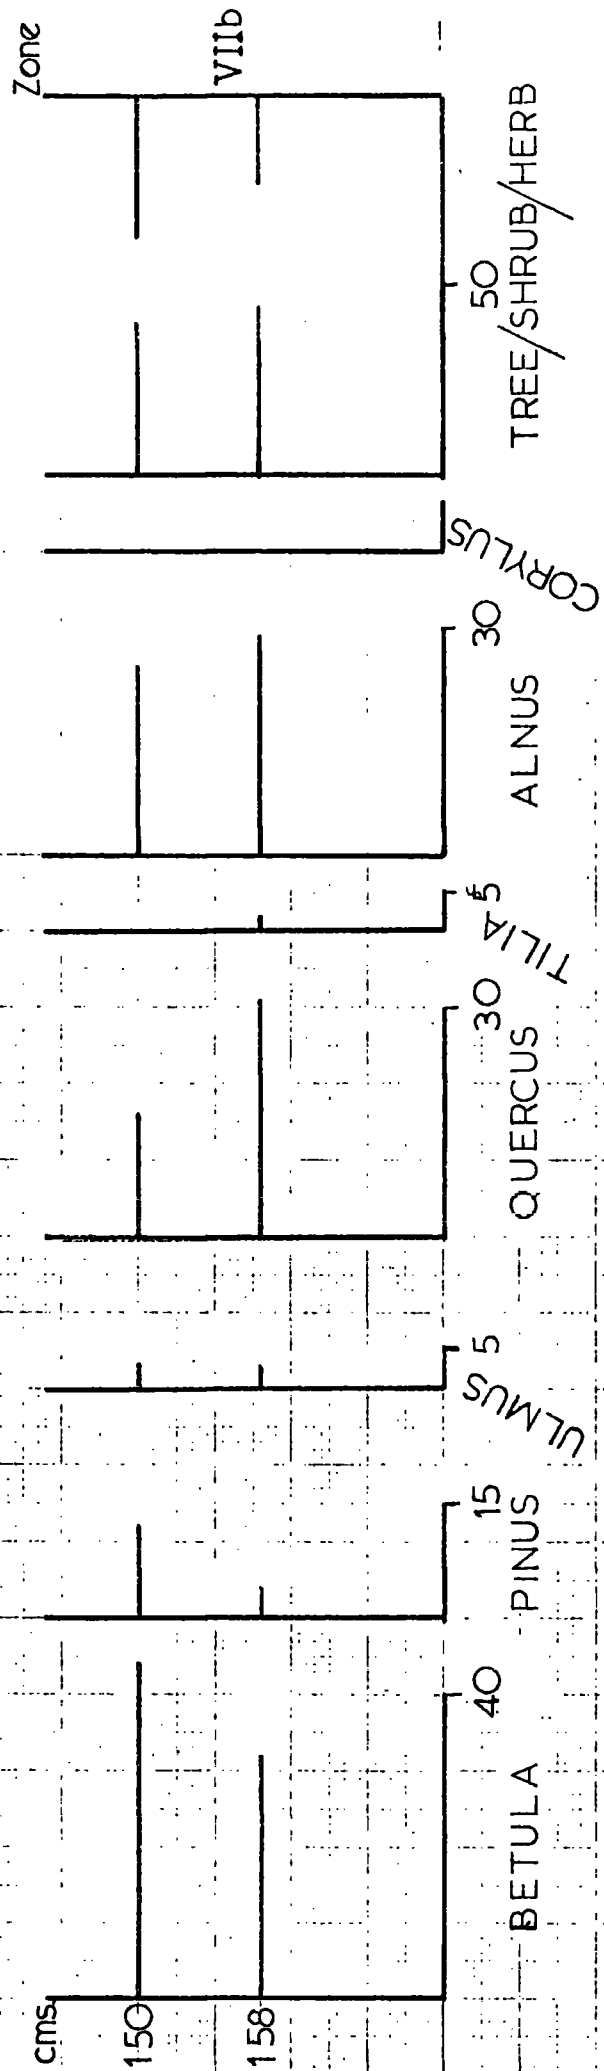 cms
Zone
150
158
VIIb
40
15
5
30
5
30
50
BETULA
PINUS
ULMUS
QUERCUS
TILIA
ALNUS
CORYLUS
TREE/SHRUB/HERB